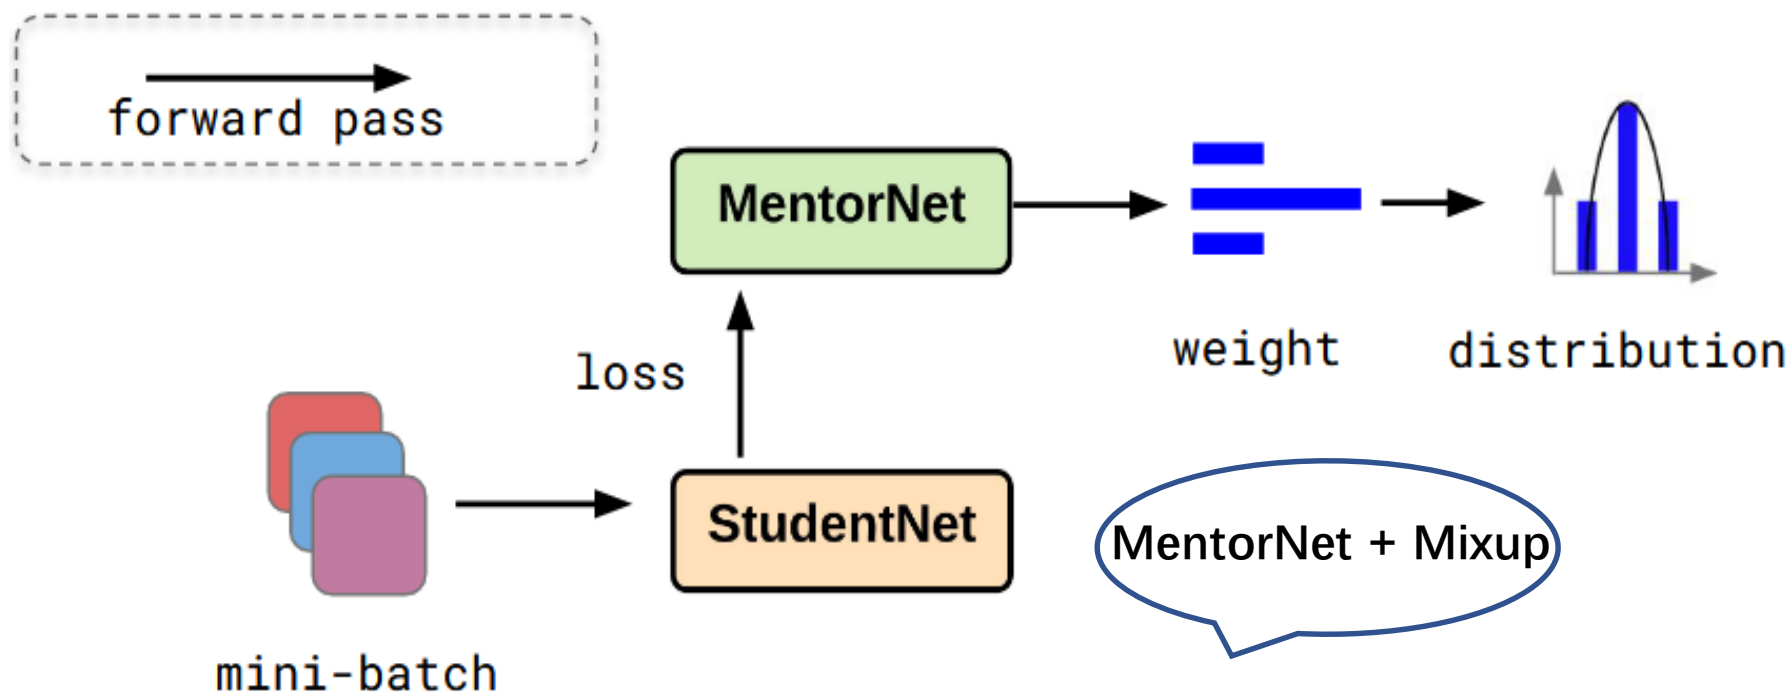 forward pass
MentorNet
weight
distribution
loss
StudentNet
MentorNet + Mixup
mini-batch